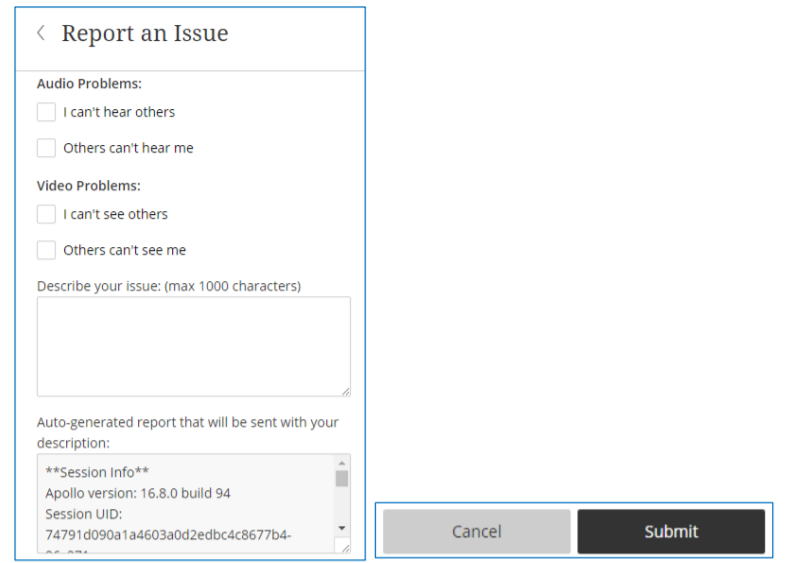 Report an Issue
Audio Problems:
I can't hear others
Others can't hear me
Video Problems:
I can't see others
Others can't see me
Describe your issue: (max 1000 characters)
Auto-generated report that will be sent with your
description:
**Session Info**
Apollo version: 16.8.0 build 94
Session UID:
74791d090a1a4603a0d2edbc4c8677b4-
Cancel
Submit